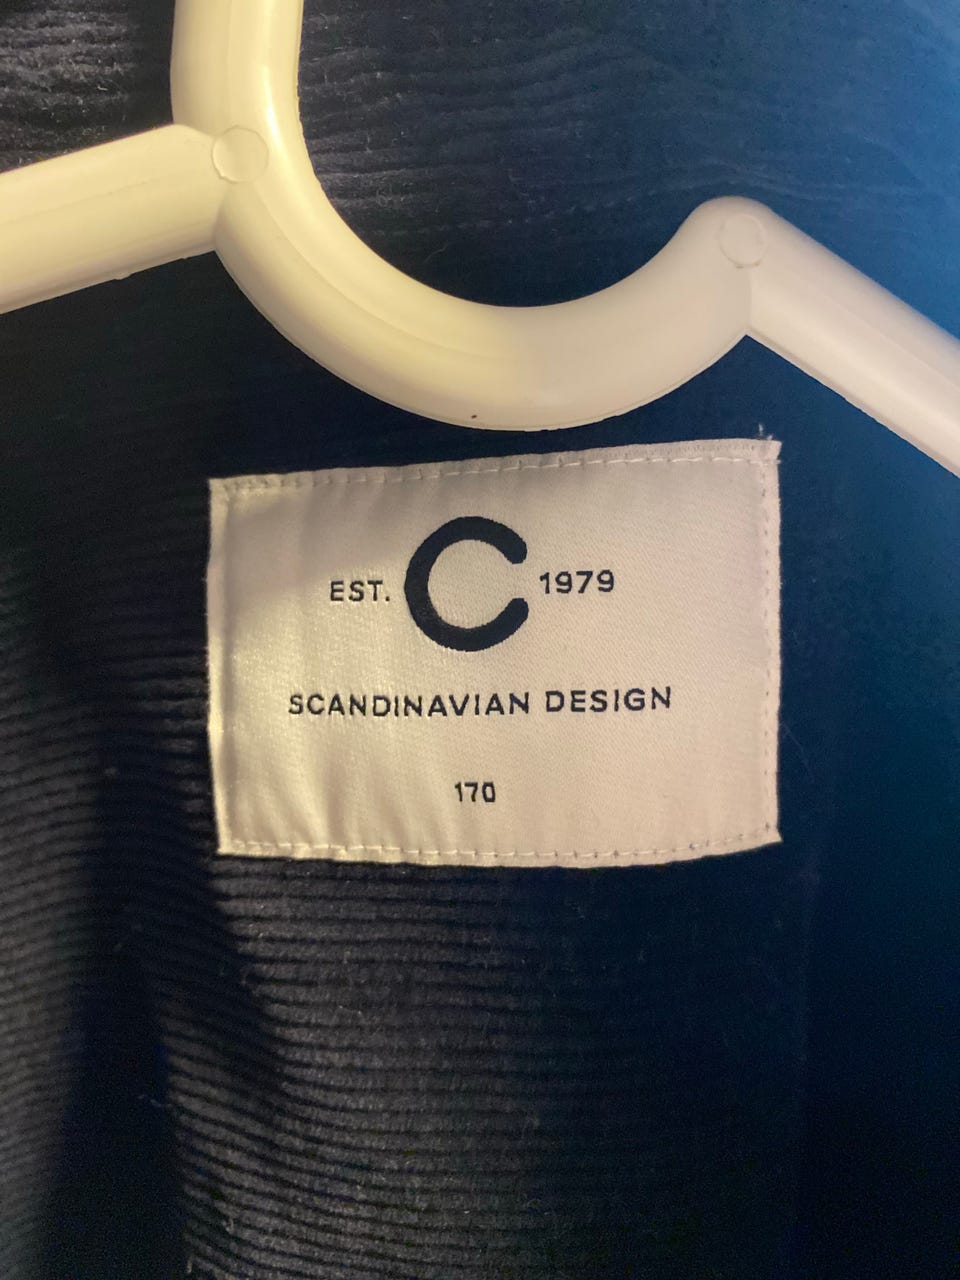 EST. C 1979
SCANDINAVIAN DESIGN
170